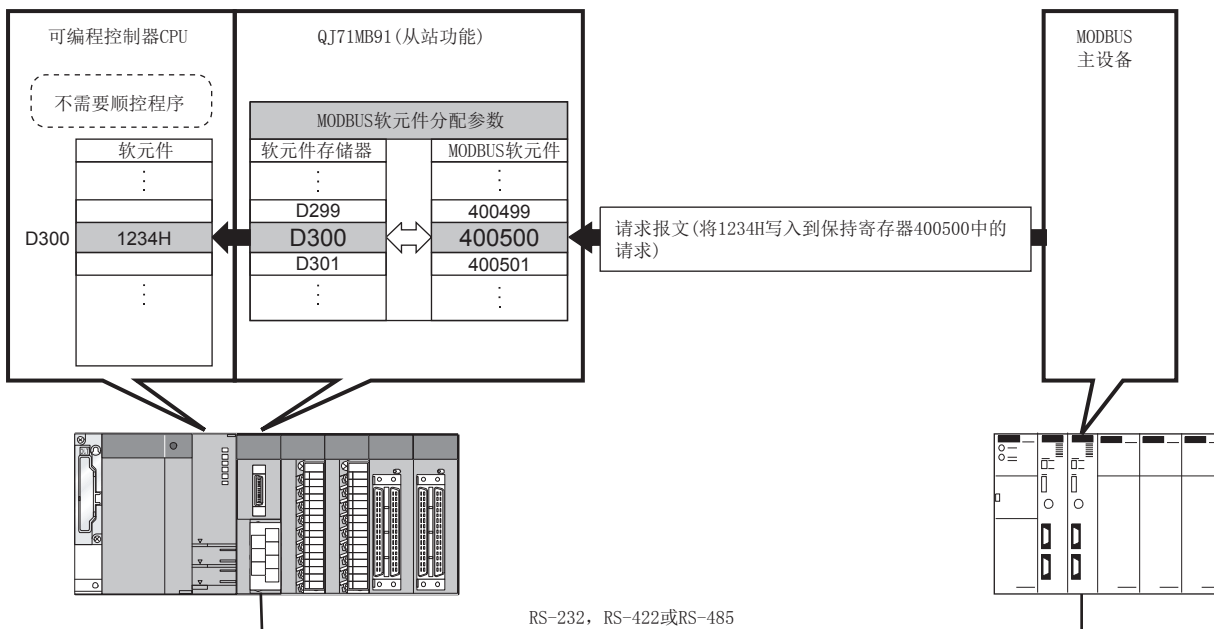 可编程控制器CPU
QJ71MB91(从站功能)
MODBUS
主设备
不需要顺控程序
MODBUS软元件分配参数
软元件
软元件存储器
MODBUS软元件
D299
400499
D300
1234H
D300
400500
D301
400501
请求报文(将1234H写入到保持寄存器400500中的
请求)
RS-232, RS-422或RS-485